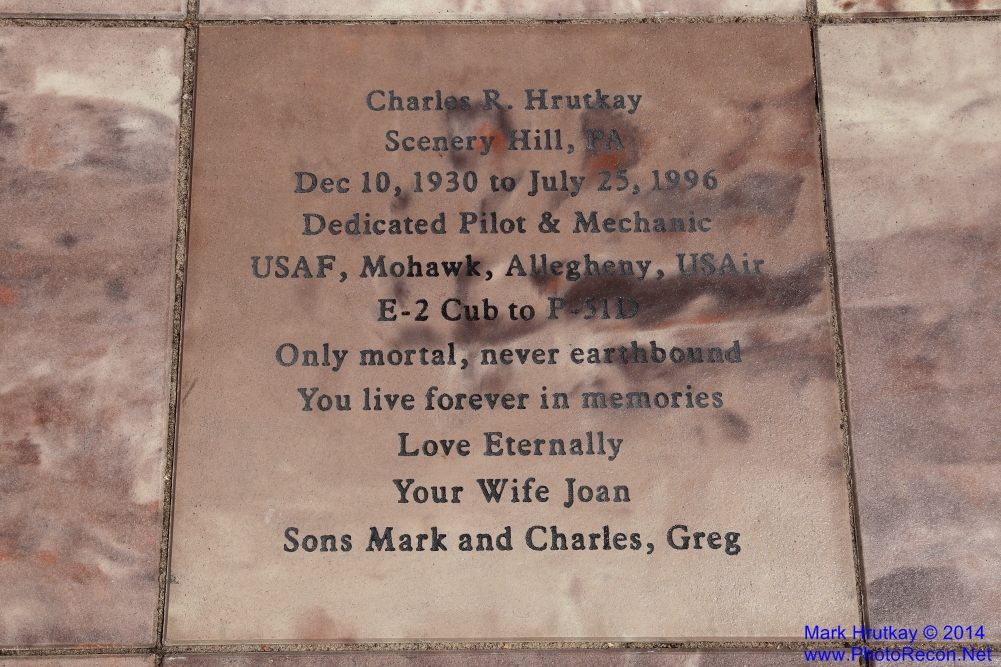 Charles R. Hrutkay
Scenery Hill, PA
Dec 10, 1930 to July 25, 1996
Dedicated Pilot & Mechanic
USAF, Mohawk, Allegheny, USAir
E-2 Cub to P-51D
Only mortal, never earthbound
You live forever in memories
Love Eternally
Your Wife Joan
Sons Mark and Charles, Greg
Mark Hrutkay © 2014
www.PhotoRecon.Net